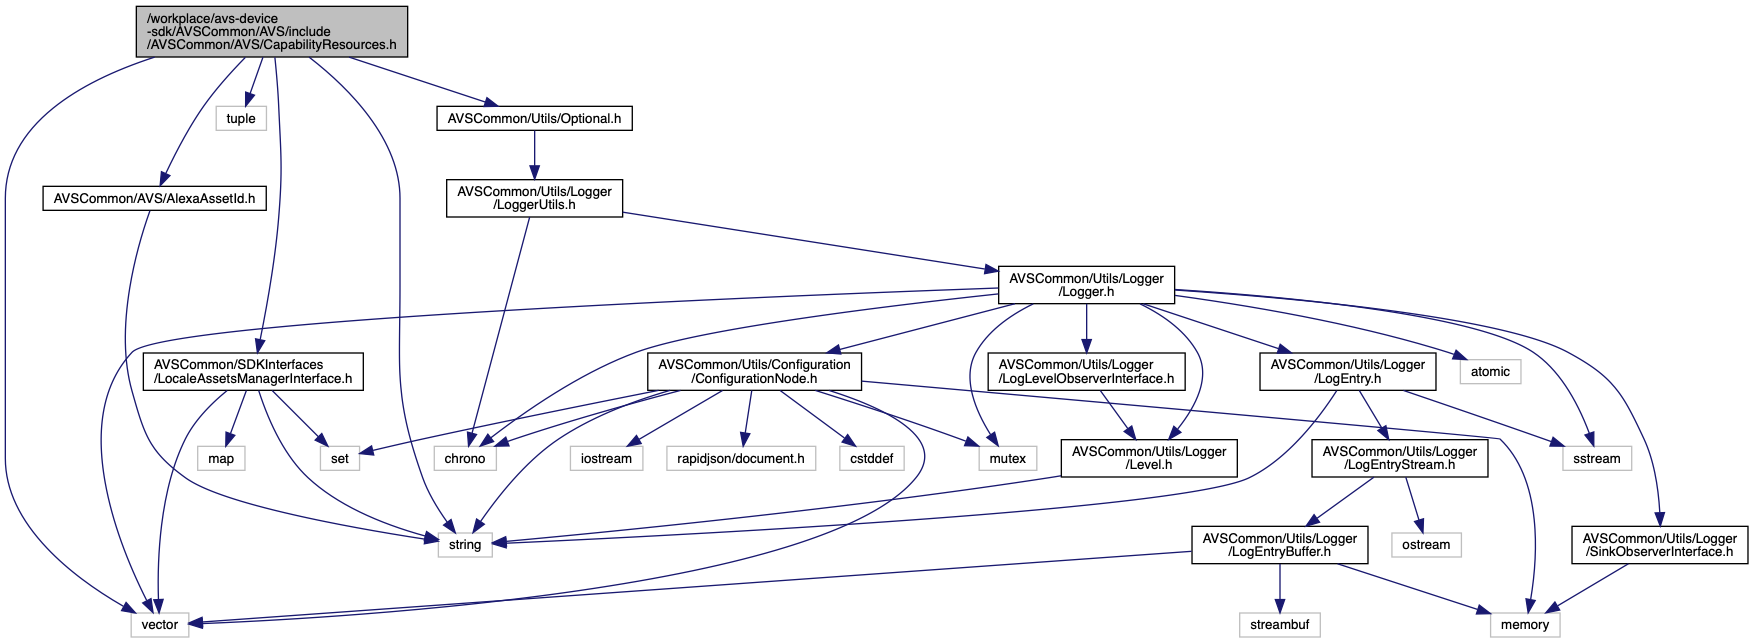 /workplace/avs-device
-sdk/AVSCommon/AVS/include
/AVSCommon/AVS/CapabilityResources.h
tuple
AVSCommon/Utils/Optional.h
AVSCommon/AVS/AlexaAssetId.h
AVSCommon/Utils/Logger
/LoggerUtils.h
AVSCommon/Utils/Logger
/Logger.h
AVSCommon/SDKInterfaces
/LocaleAssetsManagerInterface.h
AVSCommon/Utils/Configuration
/ConfigurationNode.h
AVSCommon/Utils/Logger
/LogLevelObserverInterface.h
AVSCommon/Utils/Logger
/LogEntry.h
atomic
map
set
chrono
iostream
rapidjson/document.h
cstddef
mutex
AVSCommon/Utils/Logger
/Level.h
AVSCommon/Utils/Logger
/LogEntryStream.h
sstream
string
AVSCommon/Utils/Logger
/LogEntryBuffer.h
ostream
AVSCommon/Utils/Logger
/SinkObserverInterface.h
vector
streambuf
memory